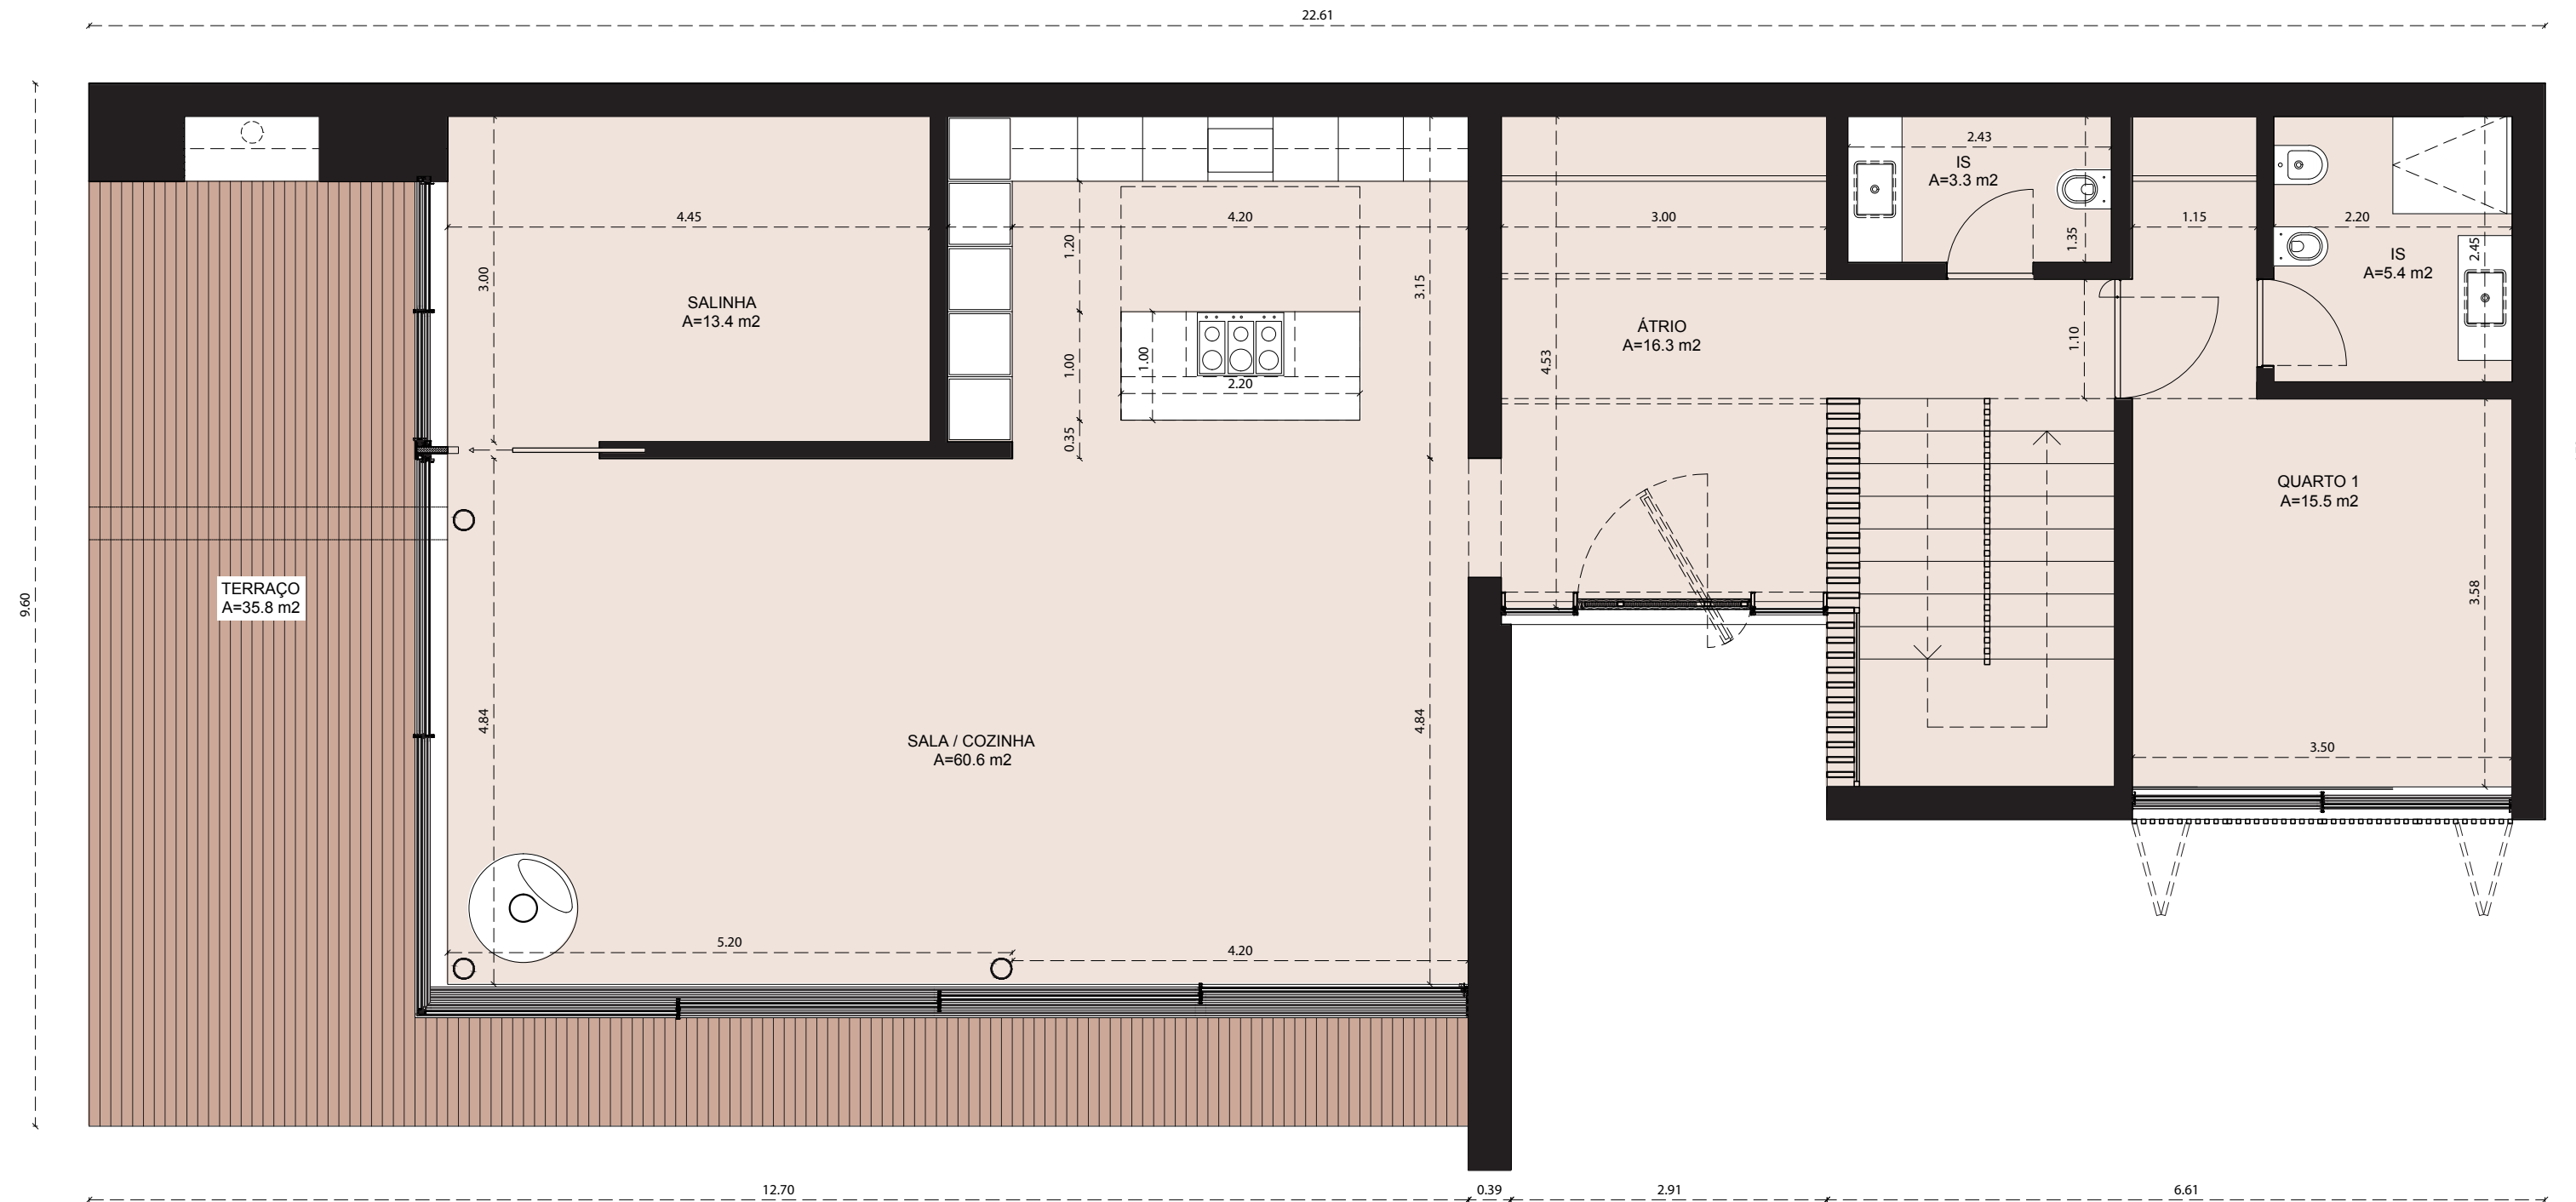 22.61
9.60
2.43
IS
A=3.3 m2
4.45
4.20
3.00
1.15
2.20
1.20
1.35
2.45
IS
A=5.4 m2
3.00
3.15
SALINHA
A=13.4 m2
ÁTRIO
A=16.3 m2
1.10
1.00
1.00
4.53
2.20
0.35
QUARTO 1
A=15.5 m2
TERRAÇO
A=35.8 m2
3.58
4.84
4.84
SALA / COZINHA
A=60.6 m2
3.50
5.20
4.20
12.70
0.39
2.91
6.61